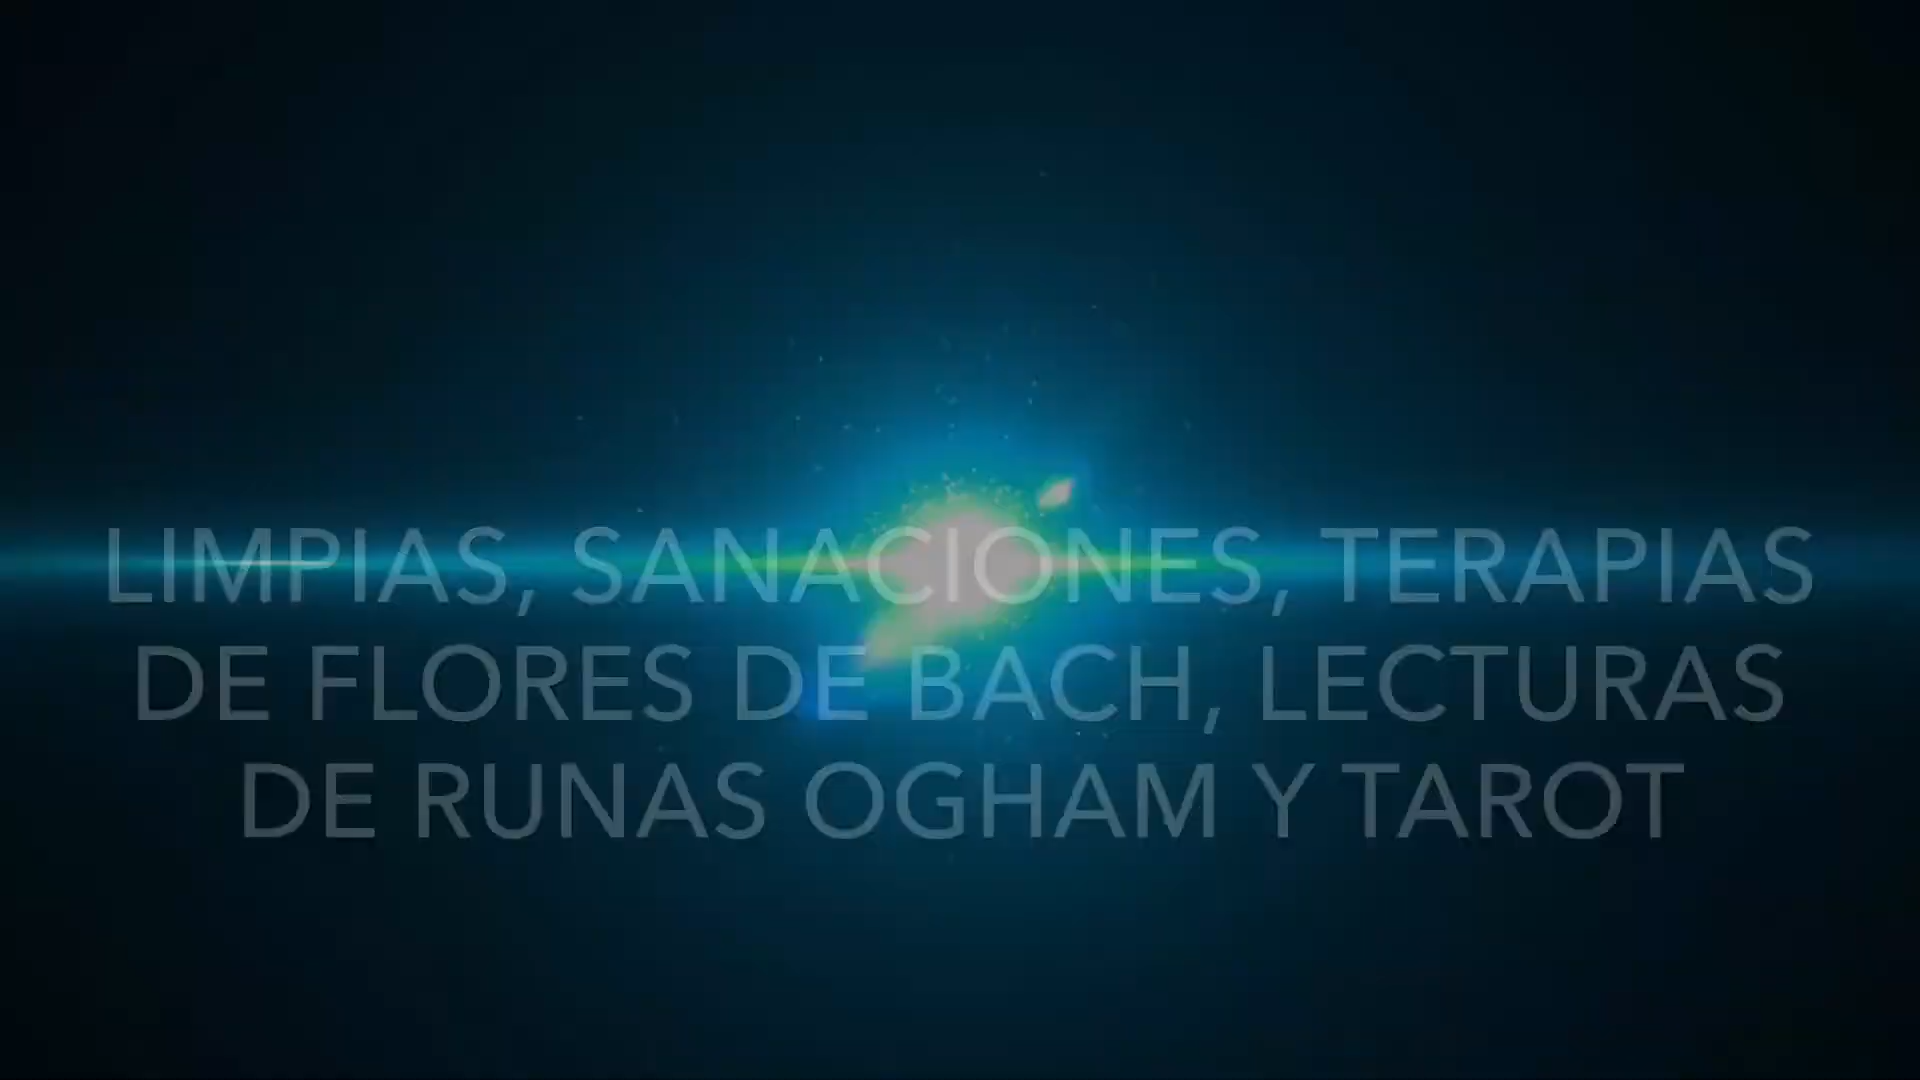 LIMPIAS, SANACIONES, TERAPIAS
DE FLORES DE BACH, LECTURAS
DE RUNAS OGHAM Y TAROT